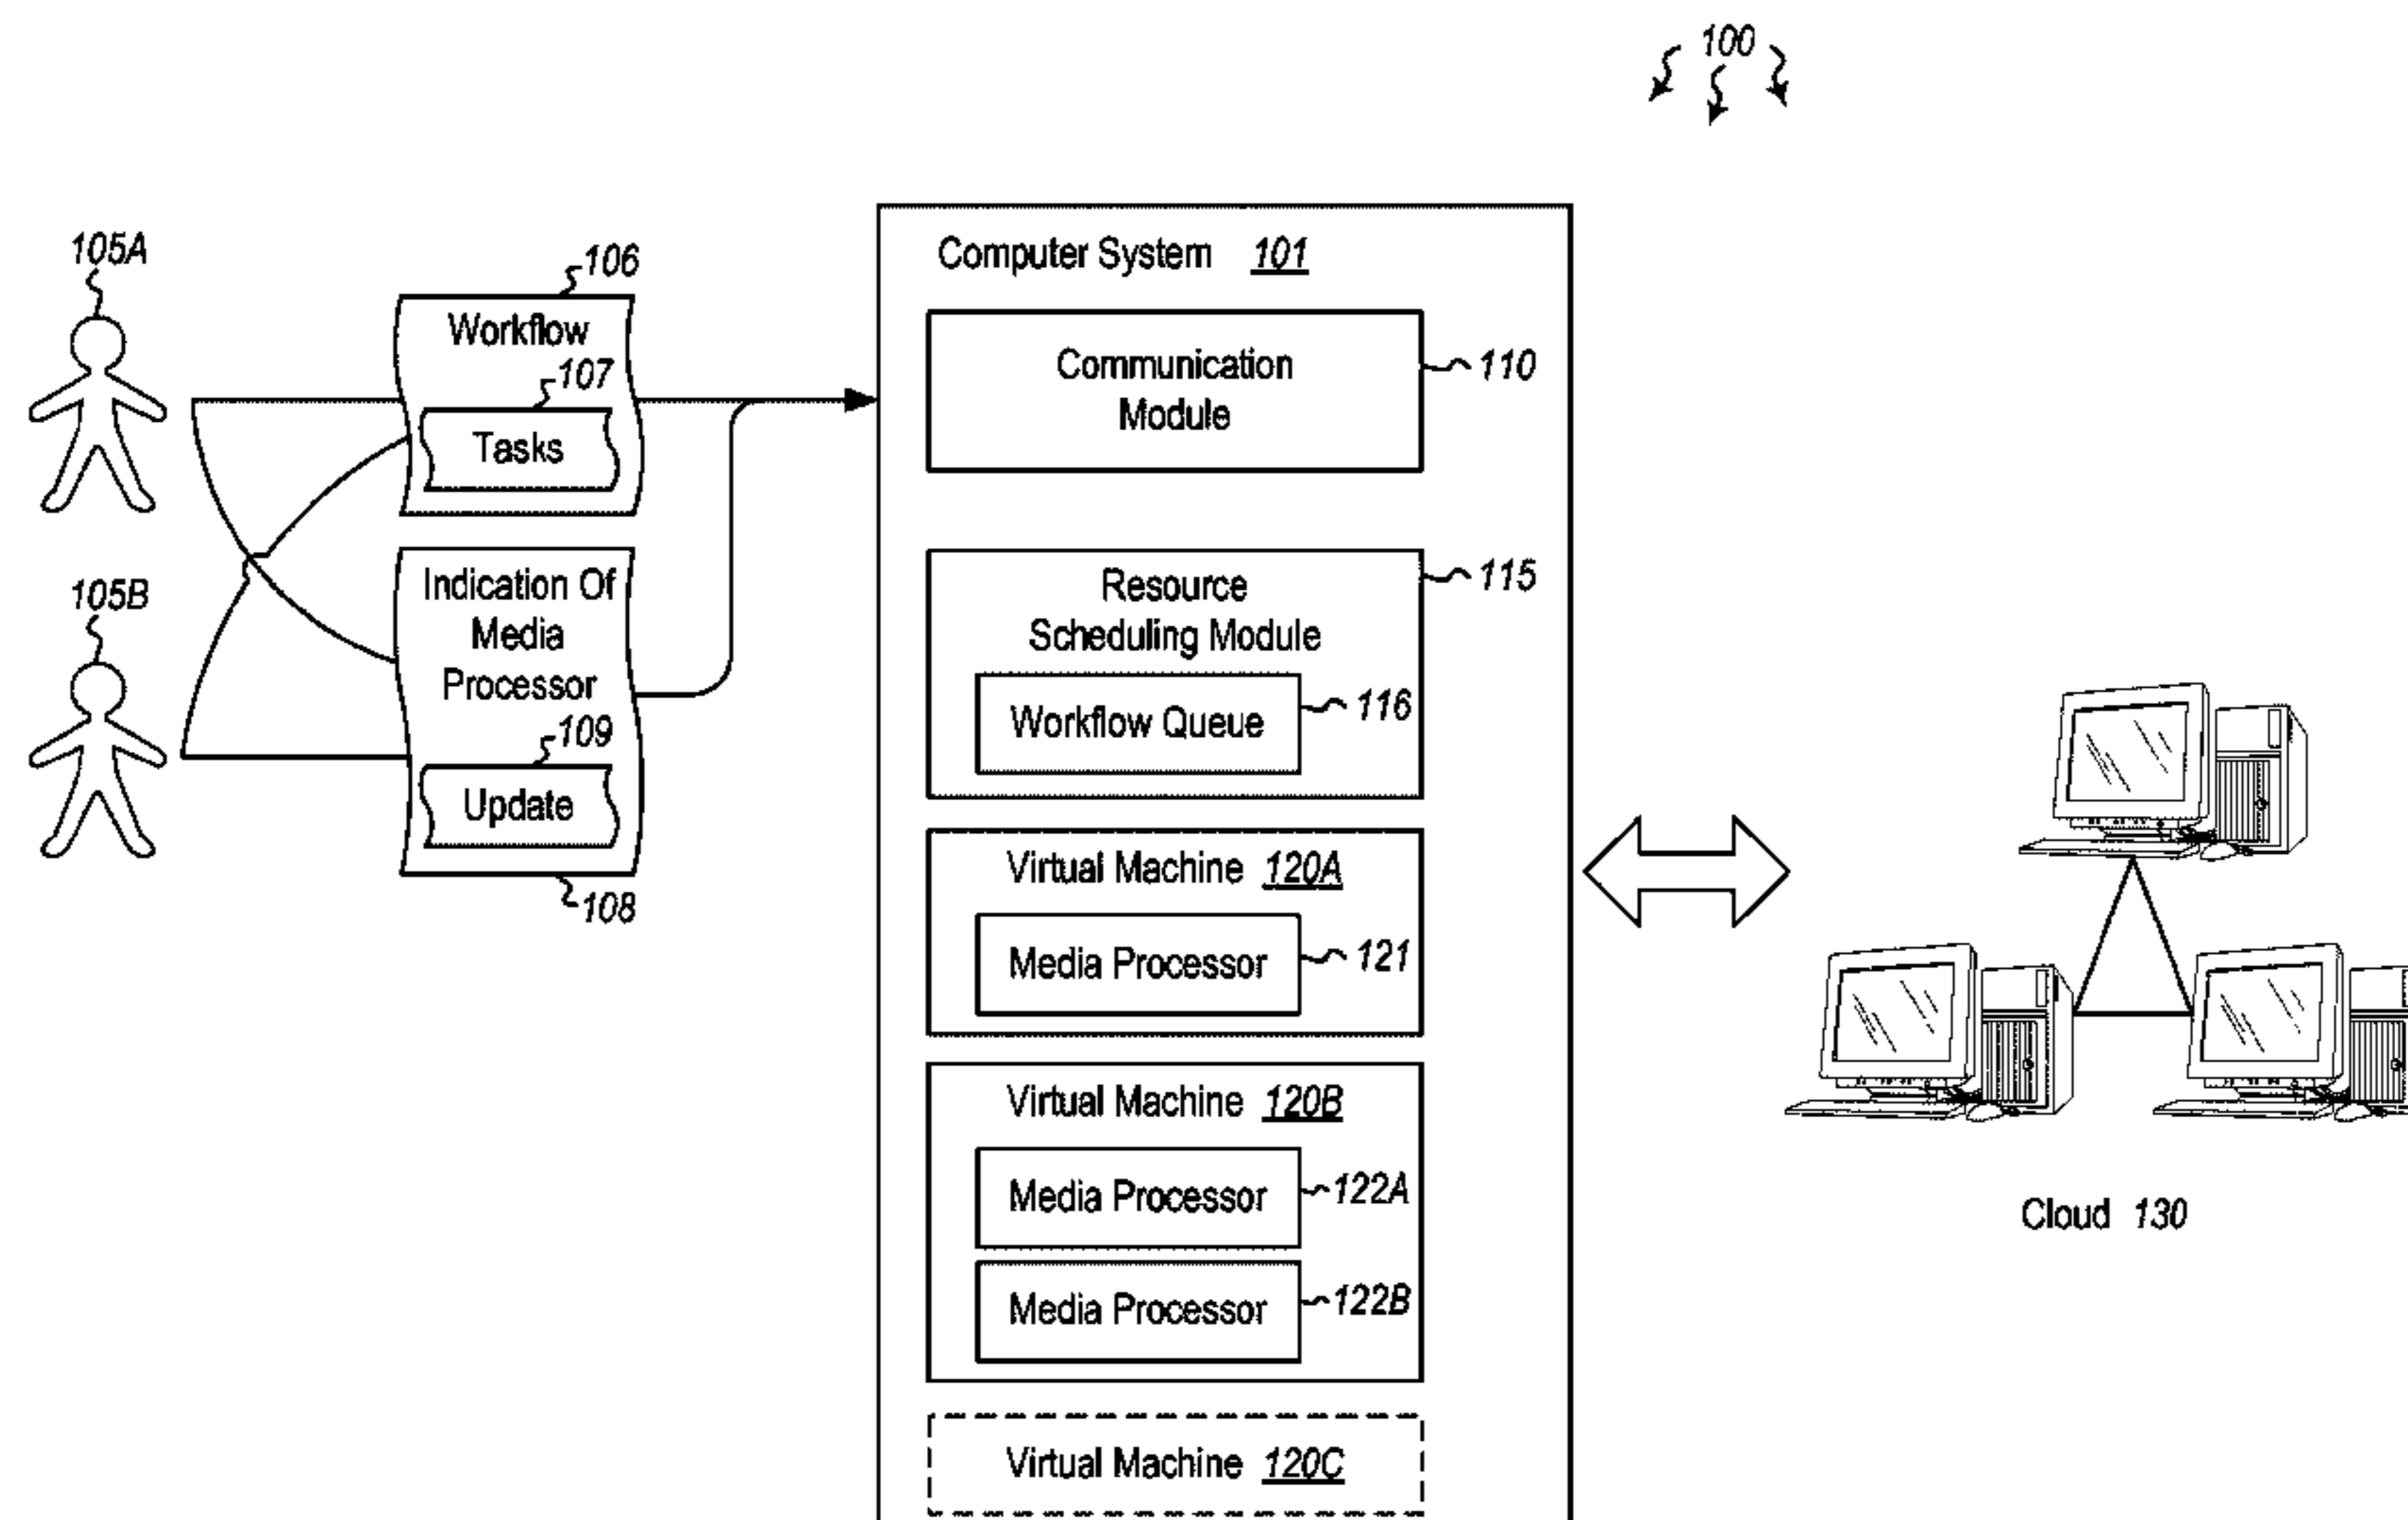 100
105A
106
Workflow
107
Tasks
105B
Indication Of
Media
Processor
109
Update
108
Computer System 101
Communication
Module
110
Resource
Scheduling Module
115
Workflow Queue
116
Virtual Machine 120A
Media Processor
121
Virtual Machine 120B
Media Processor
122A
Media Processor
122B
Virtual Machine 120C
Cloud 130